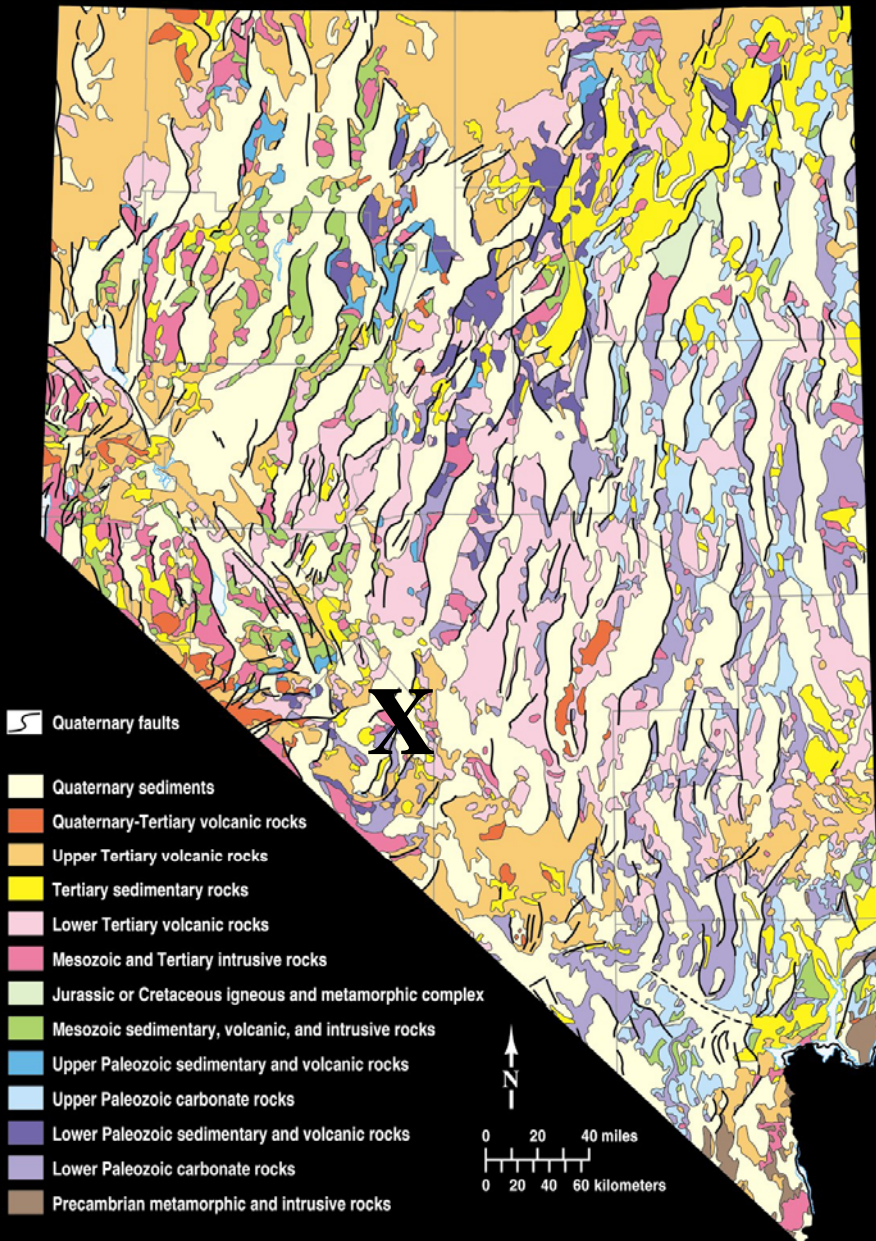 X
Quaternary faults
Quaternary sediments
Quaternary-Tertiary volcanic rocks
Upper Tertiary volcanic rocks
Tertiary sedimentary rocks
Lower Tertiary volcanic rocks
Mesozoic and Tertiary intrusive rocks
Jurassic or Cretaceous igneous and metamorphic complex
Mesozoic sedimentary, volcanic, and intrusive rocks
Upper Paleozoic sedimentary and volcanic rocks
Upper Paleozoic carbonate rocks
Lower Paleozoic sedimentary and volcanic rocks
Lower Paleozoic carbonate rocks
Precambrian metamorphic and intrusive rocks
N
0 20 40 miles
0 20 40 60 kilometers